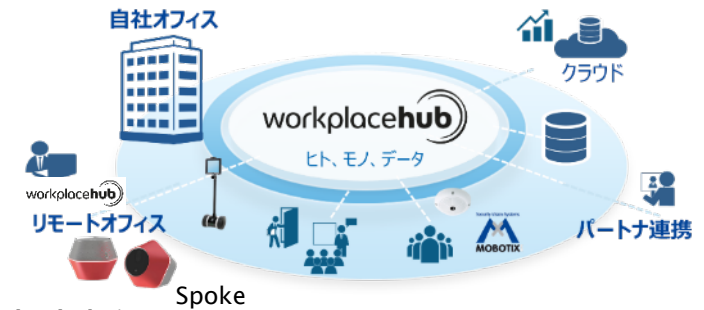 自社オフィス
クラウド
workplacehub
ヒト、モノ、データ
workplacehub
リモートオフィス
MOBOTIX
パートナ連携
Spoke